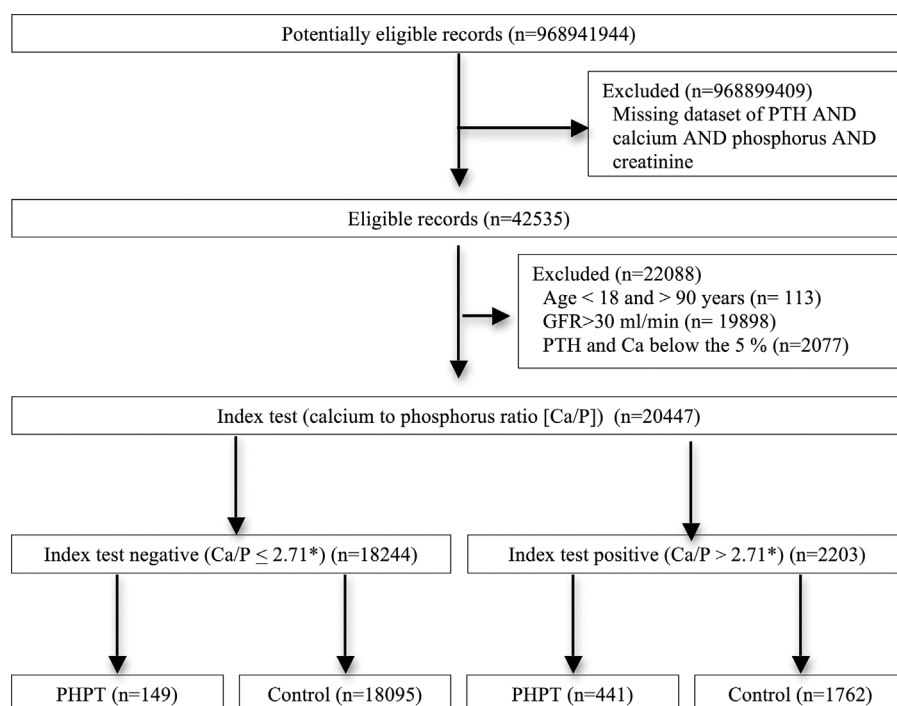 Potentially eligible records (n=968941944)
Excluded (n=968899409)
Missing dataset of PTH AND
calcium AND phosphorus AND
creatinine
Eligible records (n=42535)
Excluded (n=22088)
Age < 18 and > 90 years (n= 113)
GFR>30 ml/min (n= 19898)
PTH and Ca below the 5 % (n=2077)
Index test (calcium to phosphorus ratio [Ca/P]) (n=20447)
Index test negative (Ca/P ≤ 2.71*) (n=18244)
Index test positive (Ca/P > 2.71*) (n=2203)
PHPT (n=149)
Control (n=18095)
PHPT (n=441)
Control (n=1762)